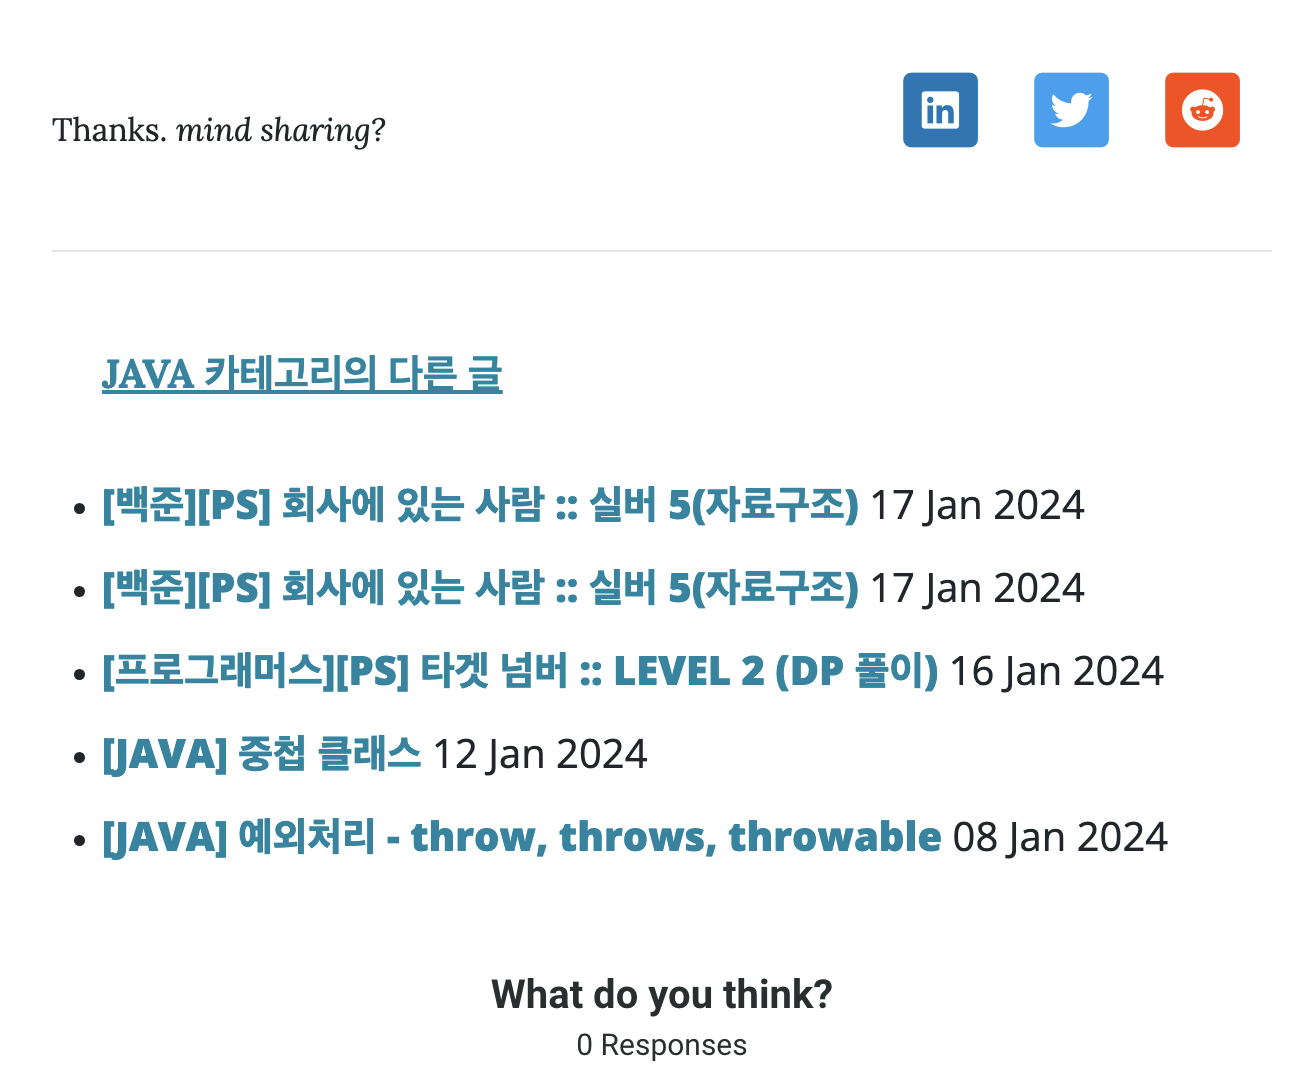 Thanks. mind sharing?
JAVA 카테고리의 다른 글
[백준][PS] 회사에 있는 사람 :: 실버 5(자료구조) 17 Jan 2024
[백준][PS] 회사에 있는 사람 :: 실버 5(자료구조) 17 Jan 2024
[프로그래머스][PS] 타겟 넘버 :: LEVEL 2 (DP 풀이) 16 Jan 2024
[JAVA] 중첩 클래스 12 Jan 2024
[JAVA] 예외처리 - throw, throws, throwable 08 Jan 2024
What do you think?
0 Responses